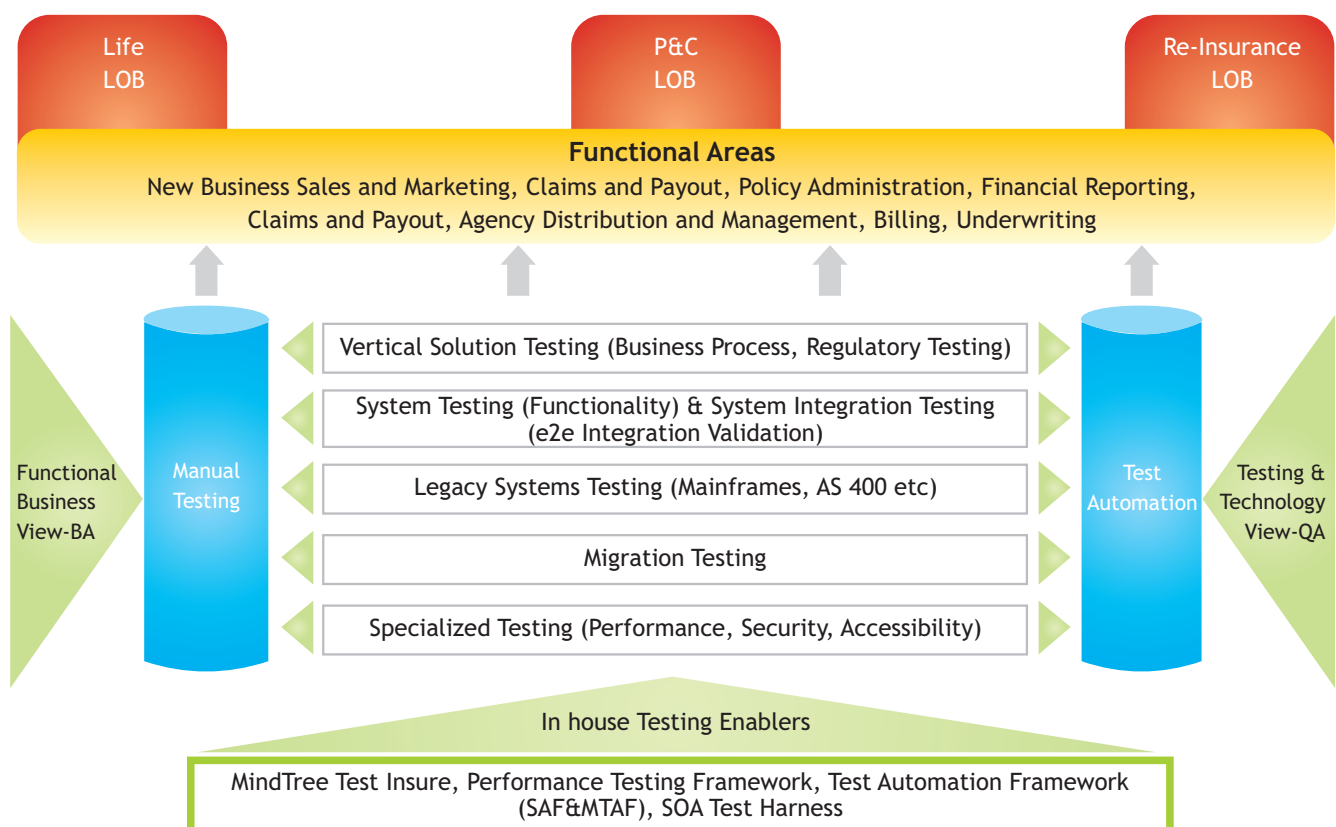 Life
LOB
P&C
LOB
Re-Insurance
LOB
Functional Areas
New Business Sales and Marketing, Claims and Payout, Policy Administration, Financial Reporting,
Claims and Payout, Agency Distribution and Management, Billing, Underwriting
Functional
Business
View-BA
Manual
Testing
Vertical Solution Testing (Business Process, Regulatory Testing)
System Testing (Functionality) & System Integration Testing
(e2e Integration Validation)
Legacy Systems Testing (Mainframes, AS 400 etc)
Migration Testing
Specialized Testing (Performance, Security, Accessibility)
Test
Automation
Testing &
Technology
View-QA
In house Testing Enablers
MindTree Test Insure, Performance Testing Framework, Test Automation Framework
(SAF&MTAF), SOA Test Harness